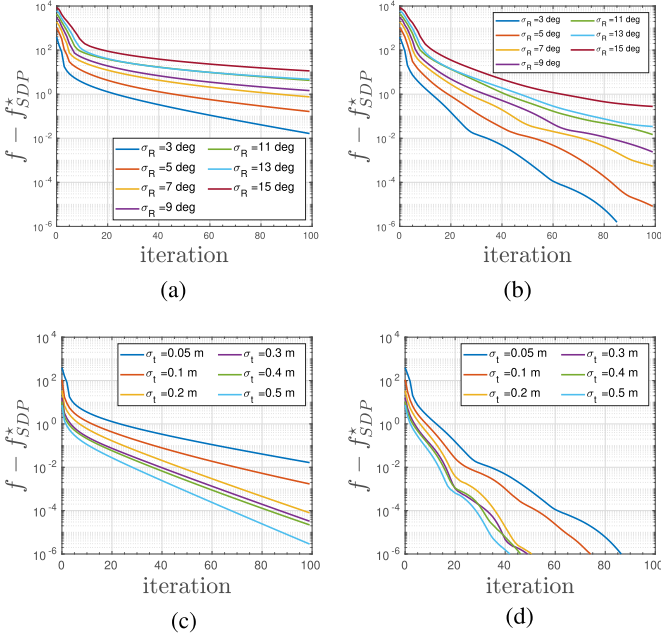 10^4
10^2
10^0
10^-2
10^-4
10^-6
f − f*_SDP
σ_R =3 deg
σ_R =5 deg
σ_R =7 deg
σ_R =9 deg
σ_R =11 deg
σ_R =13 deg
σ_R =15 deg
0 20 40 60 80 100
iteration
(a)
10^4
10^2
10^0
10^-2
10^-4
10^-6
f − f*_SDP
σ_R =3 deg
σ_R =5 deg
σ_R =7 deg
σ_R =9 deg
σ_R =11 deg
σ_R =13 deg
σ_R =15 deg
0 20 40 60 80 100
iteration
(b)
10^4
10^2
10^0
10^-2
10^-4
10^-6
f − f*_SDP
σ_t =0.05 m
σ_t =0.1 m
σ_t =0.2 m
σ_t =0.3 m
σ_t =0.4 m
σ_t =0.5 m
0 20 40 60 80 100
iteration
(c)
10^4
10^2
10^0
10^-2
10^-4
10^-6
f − f*_SDP
σ_t =0.05 m
σ_t =0.1 m
σ_t =0.2 m
σ_t =0.3 m
σ_t =0.4 m
σ_t =0.5 m
0 20 40 60 80 100
iteration
(d)